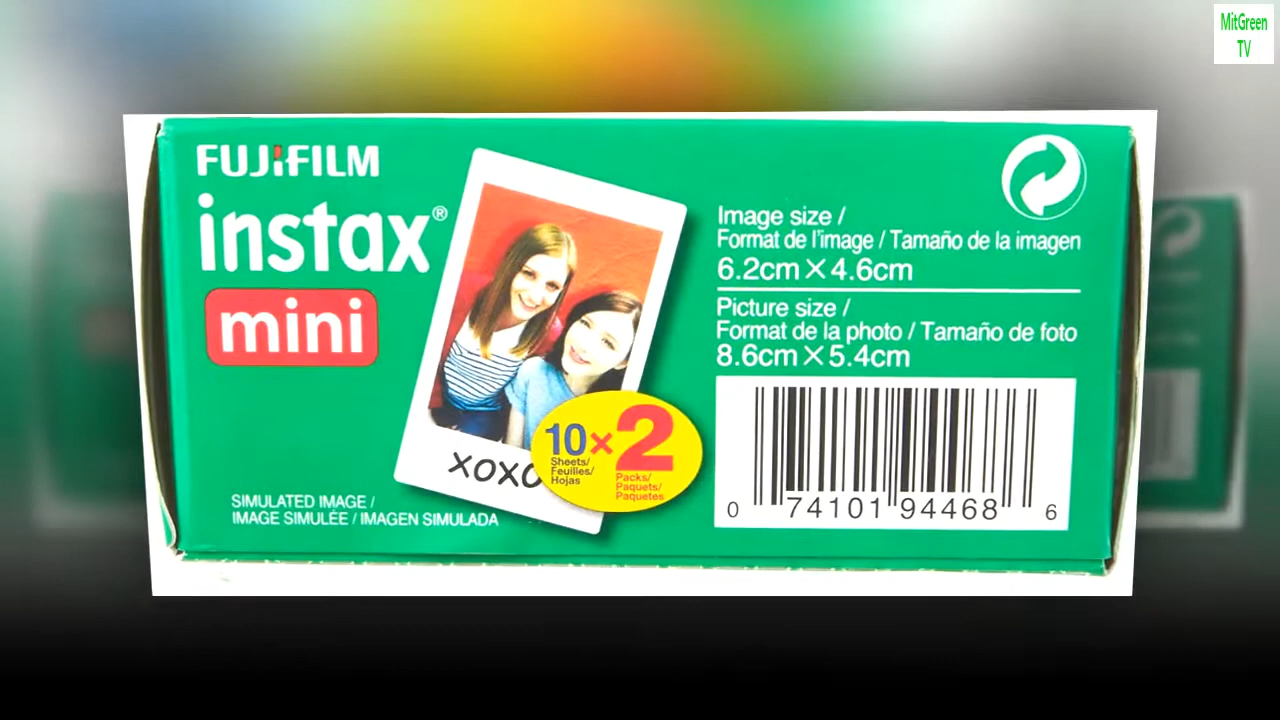 MitGreen
TV
FUJIFILM
instax®
mini
Image size /
Format de l'image / Tamaño de la imagen
6.2cm×4.6cm
Picture size /
Format de la photo / Tamaño de foto
8.6cm×5.4cm
XOXO
10×2
Sheets/
Feuilles/
Hojas
Packs/
Paquets/
Paquetes
SIMULATED IMAGE /
IMAGE SIMULÉE / IMAGEN SIMULADA
0 74101 94468 6